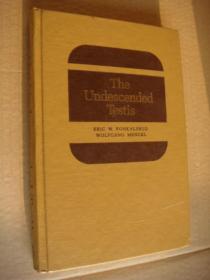 The
Undescended
Testis
ERIC W. FONKALSRUD
WOLFGANG MENGEL